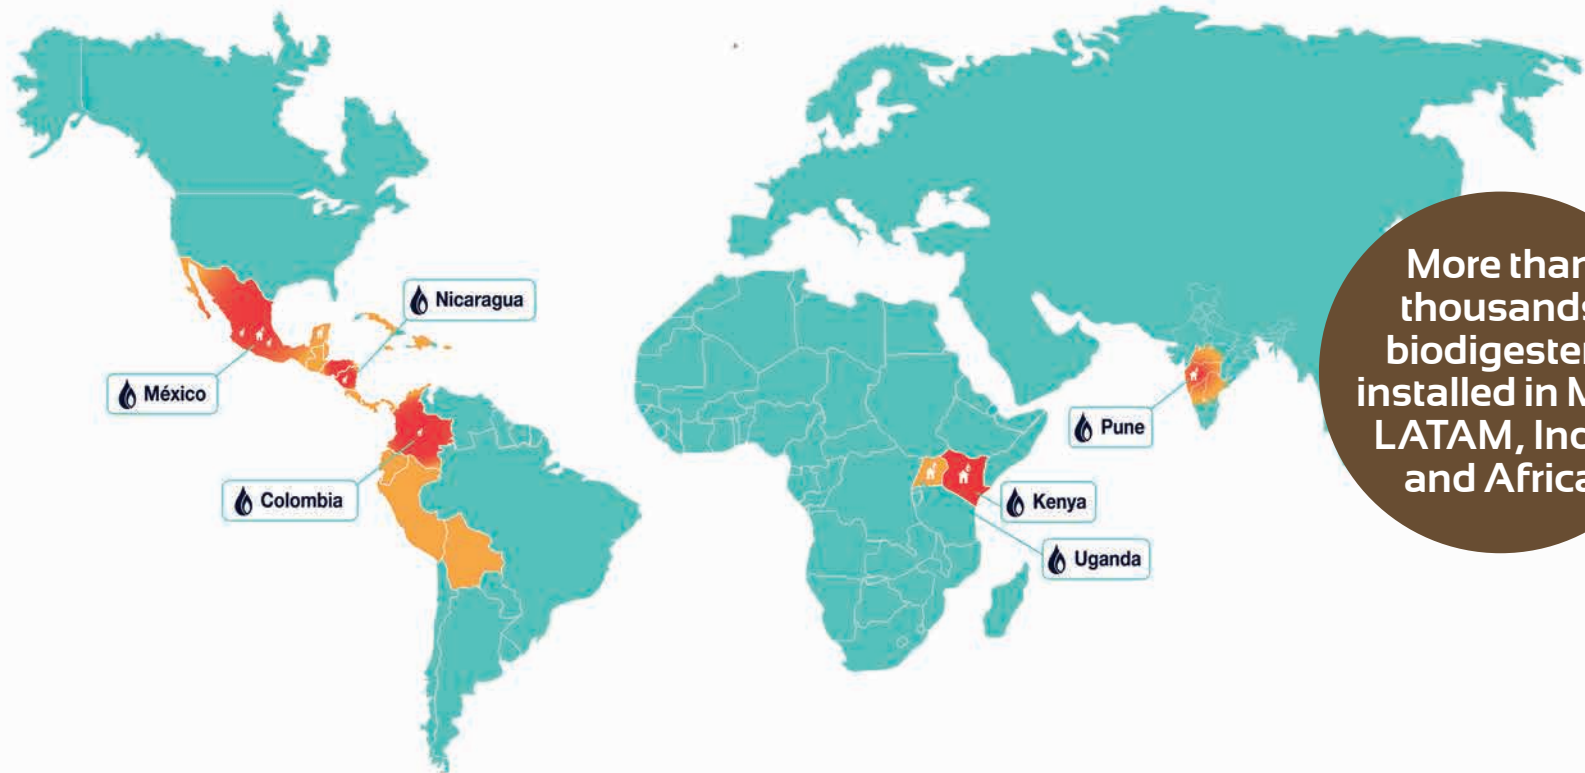 Nicaragua
México
Colombia
Pune
Kenya
Uganda
More than
thousands
biodigester
installed in M
LATAM, Ind
and Africa